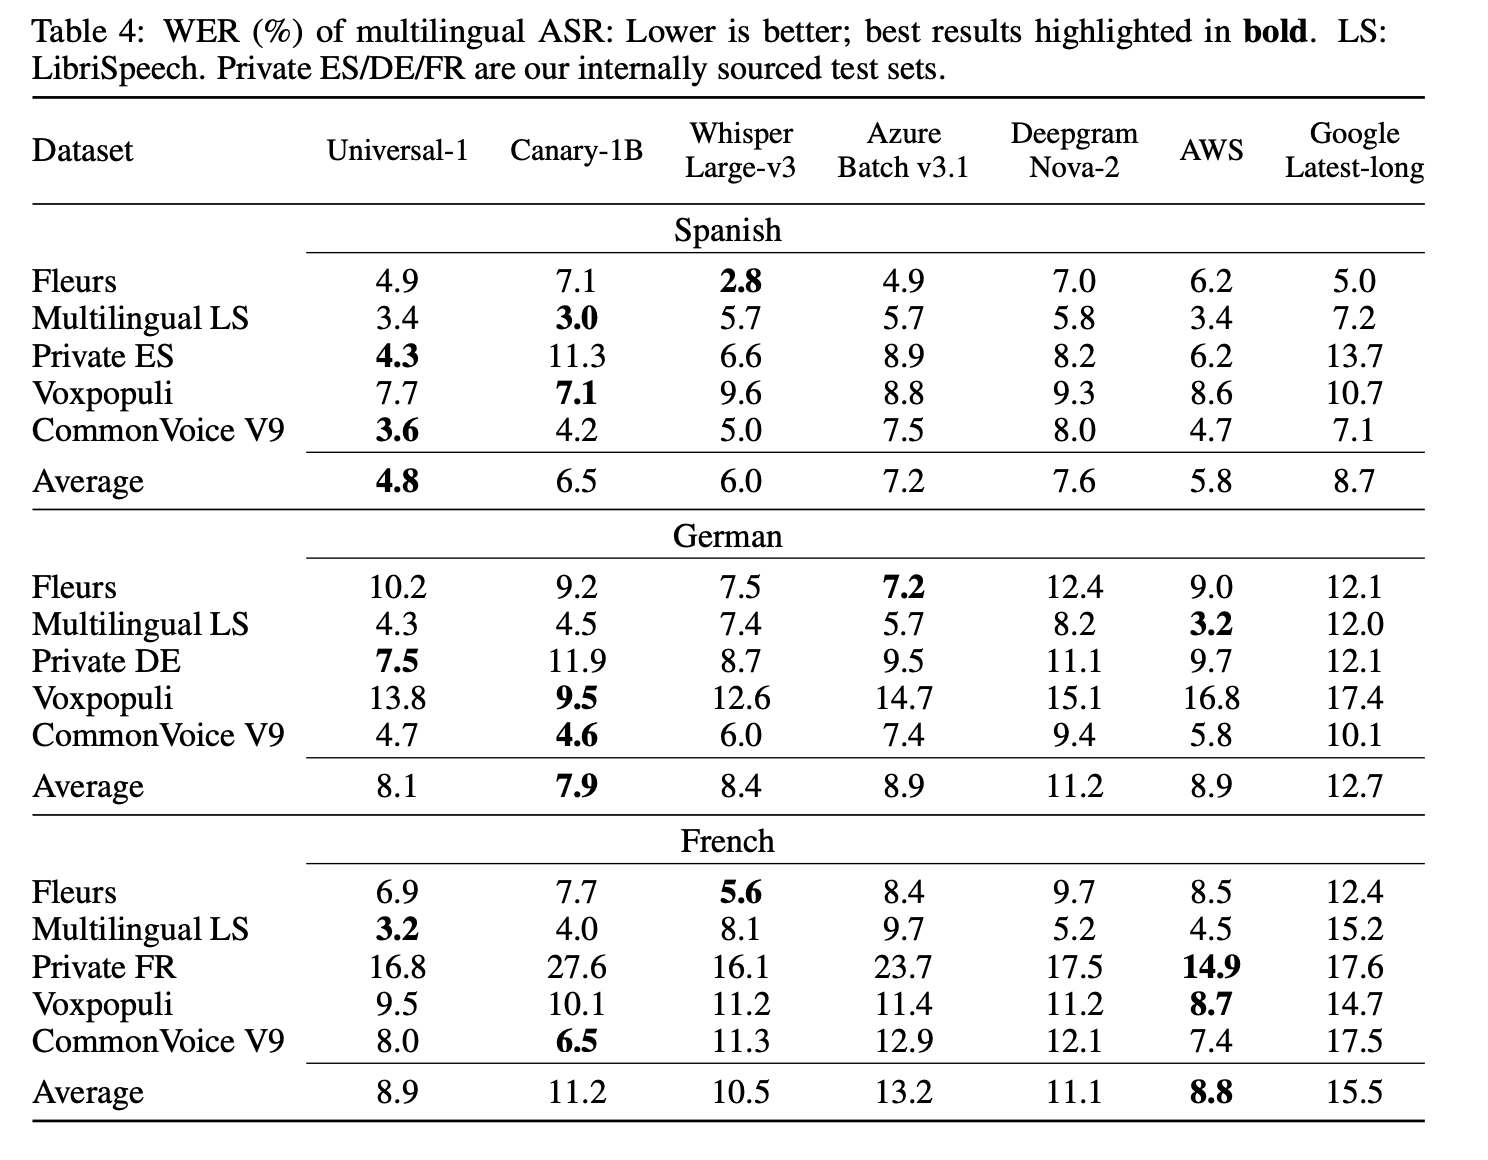 Table 4: WER (%) of multilingual ASR: Lower is better; best results highlighted in bold. LS:
LibriSpeech. Private ES/DE/FR are our internally sourced test sets.
Dataset Universal-1 Canary-1B Whisper Large-v3 Azure Batch v3.1 Deepgram Nova-2 AWS Google Latest-long
Spanish
Fleurs 4.9 7.1 2.8 4.9 7.0 6.2 5.0
Multilingual LS 3.4 3.0 5.7 5.7 5.8 3.4 7.2
Private ES 4.3 11.3 6.6 8.9 8.2 6.2 13.7
Voxpopuli 7.7 7.1 9.6 8.8 9.3 8.6 10.7
CommonVoice V9 3.6 4.2 5.0 7.5 8.0 4.7 7.1
Average 4.8 6.5 6.0 7.2 7.6 5.8 8.7
German
Fleurs 10.2 9.2 7.5 7.2 12.4 9.0 12.1
Multilingual LS 4.3 4.5 7.4 5.7 8.2 3.2 12.0
Private DE 7.5 11.9 8.7 9.5 11.1 9.7 12.1
Voxpopuli 13.8 9.5 12.6 14.7 15.1 16.8 17.4
CommonVoice V9 4.7 4.6 6.0 7.4 9.4 5.8 10.1
Average 8.1 7.9 8.4 8.9 11.2 8.9 12.7
French
Fleurs 6.9 7.7 5.6 8.4 9.7 8.5 12.4
Multilingual LS 3.2 4.0 8.1 9.7 5.2 4.5 15.2
Private FR 16.8 27.6 16.1 23.7 17.5 14.9 17.6
Voxpopuli 9.5 10.1 11.2 11.4 11.2 8.7 14.7
CommonVoice V9 8.0 6.5 11.3 12.9 12.1 7.4 17.5
Average 8.9 11.2 10.5 13.2 11.1 8.8 15.5